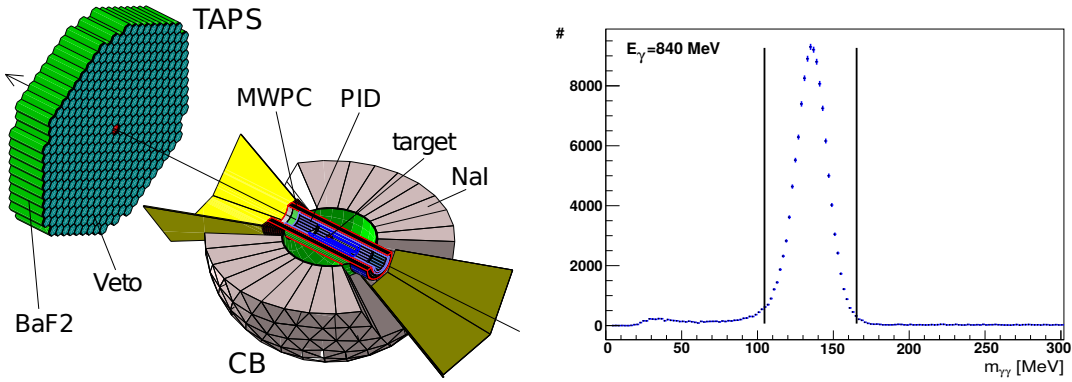 TAPS
MWPC
PID
target
NaI
Veto
BaF2
CB
#
E_γ=840 MeV
8000
6000
4000
2000
0
0 50 100 150 200 250 300
m_γγ [MeV]